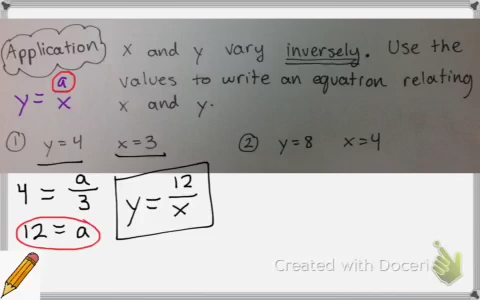 Application
x and y vary inversely. Use the
values to write an equation relating
x and y.
y = a/x
① y = 4 x = 3
② y = 8 x = 4
4 = a/3
12 = a
y = 12/x
Created with Doceri